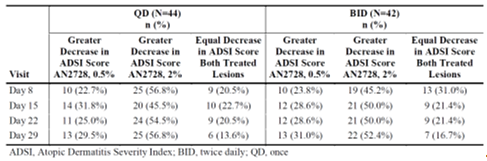 QD (N=44)
n (%)
BID (N=42)
n (%)
Visit
Greater Decrease in ADSI Score AN2728, 0.5%
Greater Decrease in ADSI Score AN2728, 2%
Equal Decrease in ADSI Score Both Treated Lesions
Greater Decrease in ADSI Score AN2728, 0.5%
Greater Decrease in ADSI Score AN2728, 2%
Equal Decrease in ADSI Score Both Treated Lesions
Day 8 10 (22.7%) 25 (56.8%) 9 (20.5%) 10 (23.8%) 19 (45.2%) 13 (31.0%)
Day 15 14 (31.8%) 20 (45.5%) 10 (22.7%) 12 (28.6%) 21 (50.0%) 9 (21.4%)
Day 22 11 (25.0%) 24 (54.5%) 9 (20.5%) 12 (28.6%) 21 (50.0%) 9 (21.4%)
Day 29 13 (29.5%) 25 (56.8%) 6 (13.6%) 13 (31.0%) 22 (52.4%) 7 (16.7%)
ADSI, Atopic Dermatitis Severity Index; BID, twice daily; QD, once